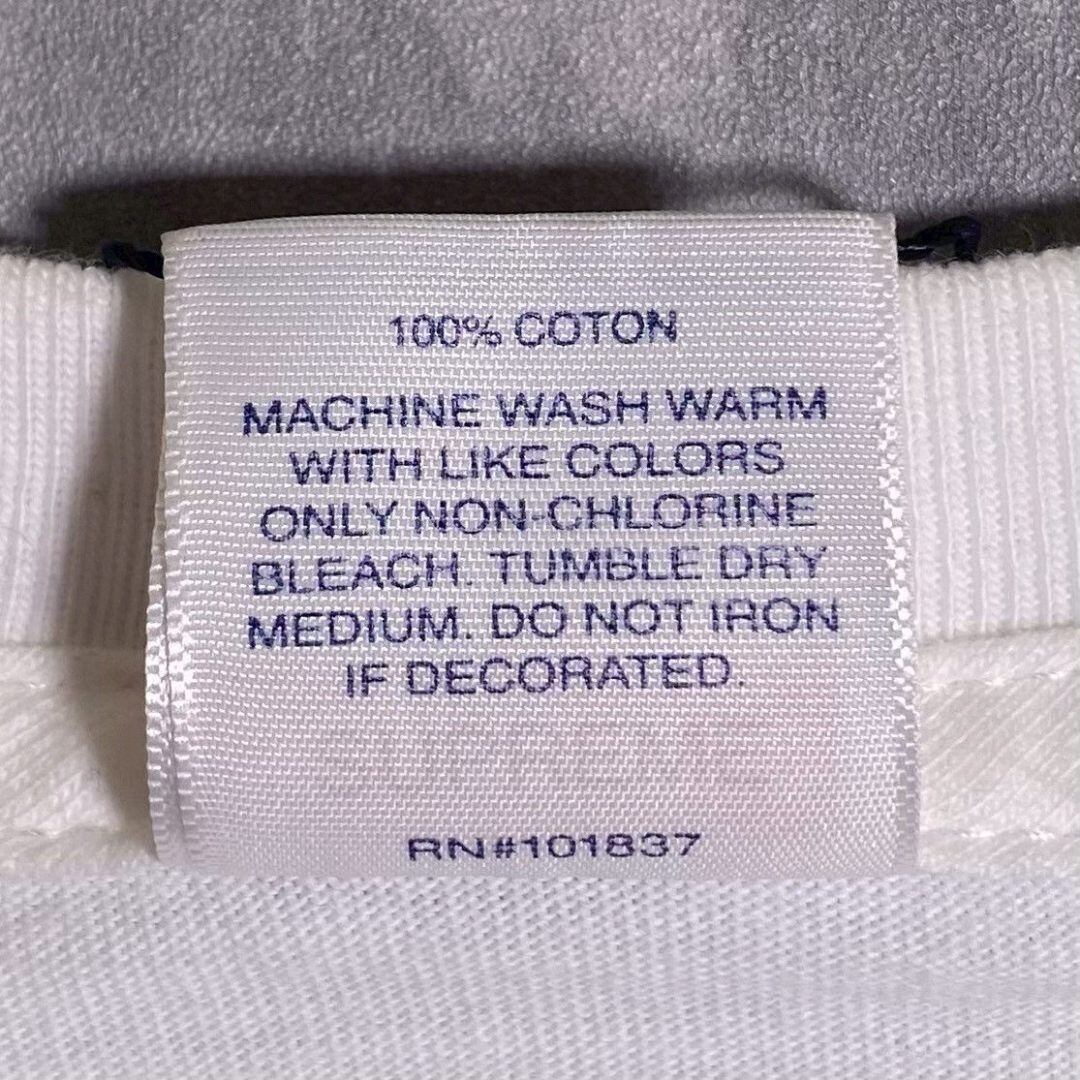 100% COTON
MACHINE WASH WARM
WITH LIKE COLORS
ONLY NON-CHLORINE
BLEACH. TUMBLE DRY
MEDIUM. DO NOT IRON
IF DECORATED.
RN#101837